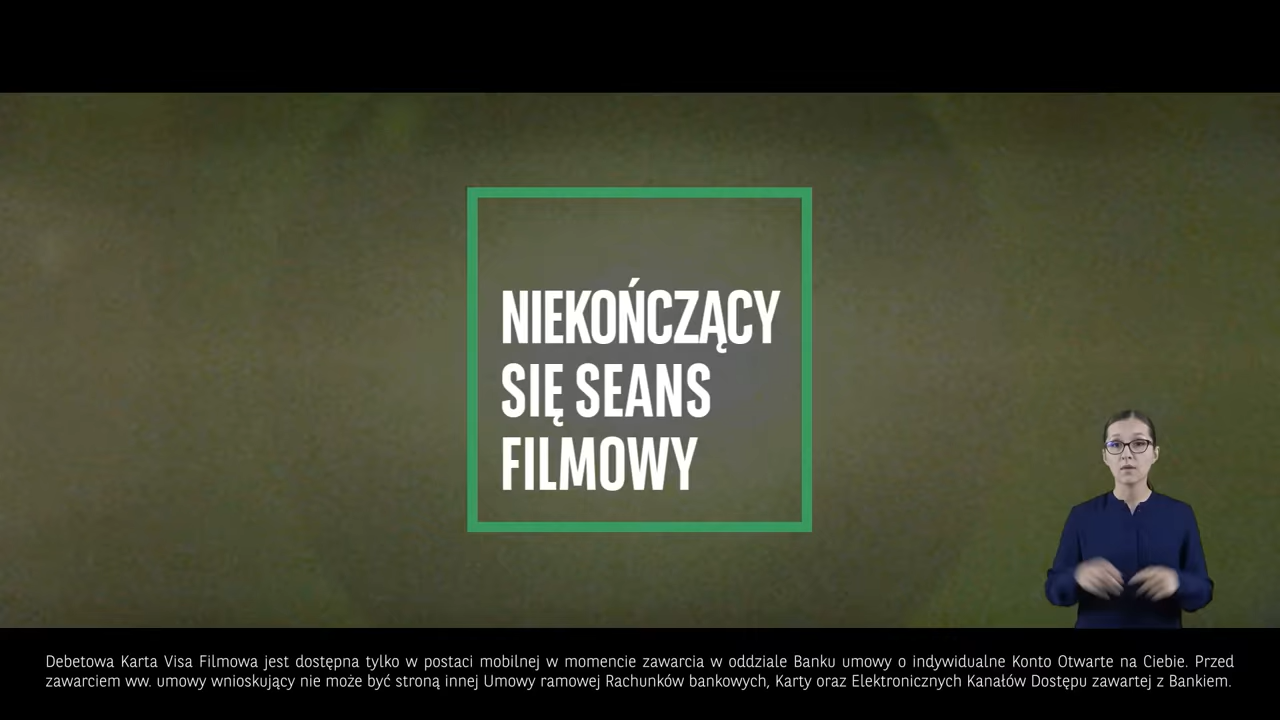 NIEKOŃCZĄCY
SIĘ SEANS
FILMOWY
Debetowa Karta Visa Filmowa jest dostępna tylko w postaci mobilnej w momencie zawarcia w oddziale Banku umowy o indywidualne Konto Otwarte na Ciebie. Przed
zawarciem ww. umowy wnioskujący nie może być stroną innej Umowy ramowej Rachunków bankowych, Karty oraz Elektronicznych Kanałów Dostępu zawartej z Bankiem.